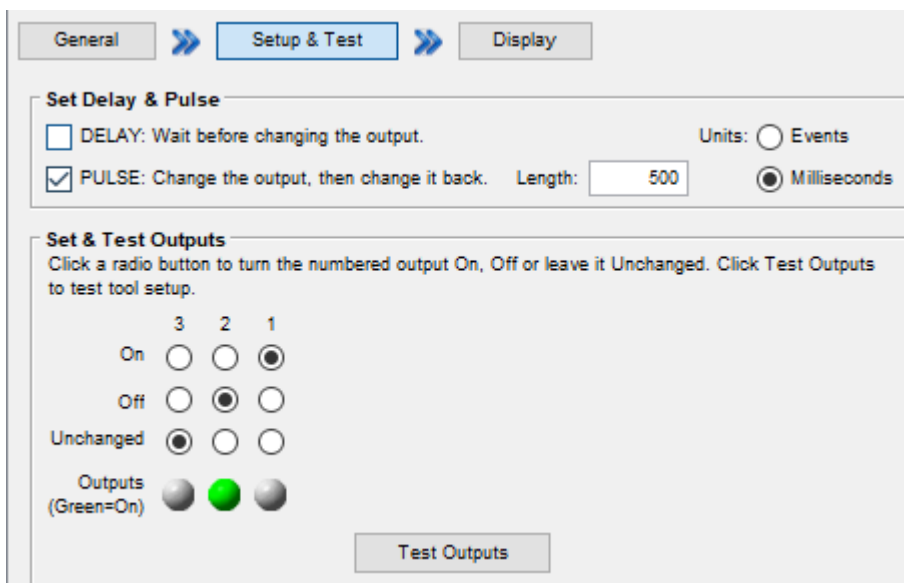 General Setup & Test Display
Set Delay & Pulse
DELAY: Wait before changing the output. Units: Events
PULSE: Change the output, then change it back. Length: 500 Milliseconds
Set & Test Outputs
Click a radio button to turn the numbered output On, Off or leave it Unchanged. Click Test Outputs
to test tool setup.
3 2 1
On
Off
Unchanged
Outputs
(Green=On)
Test Outputs